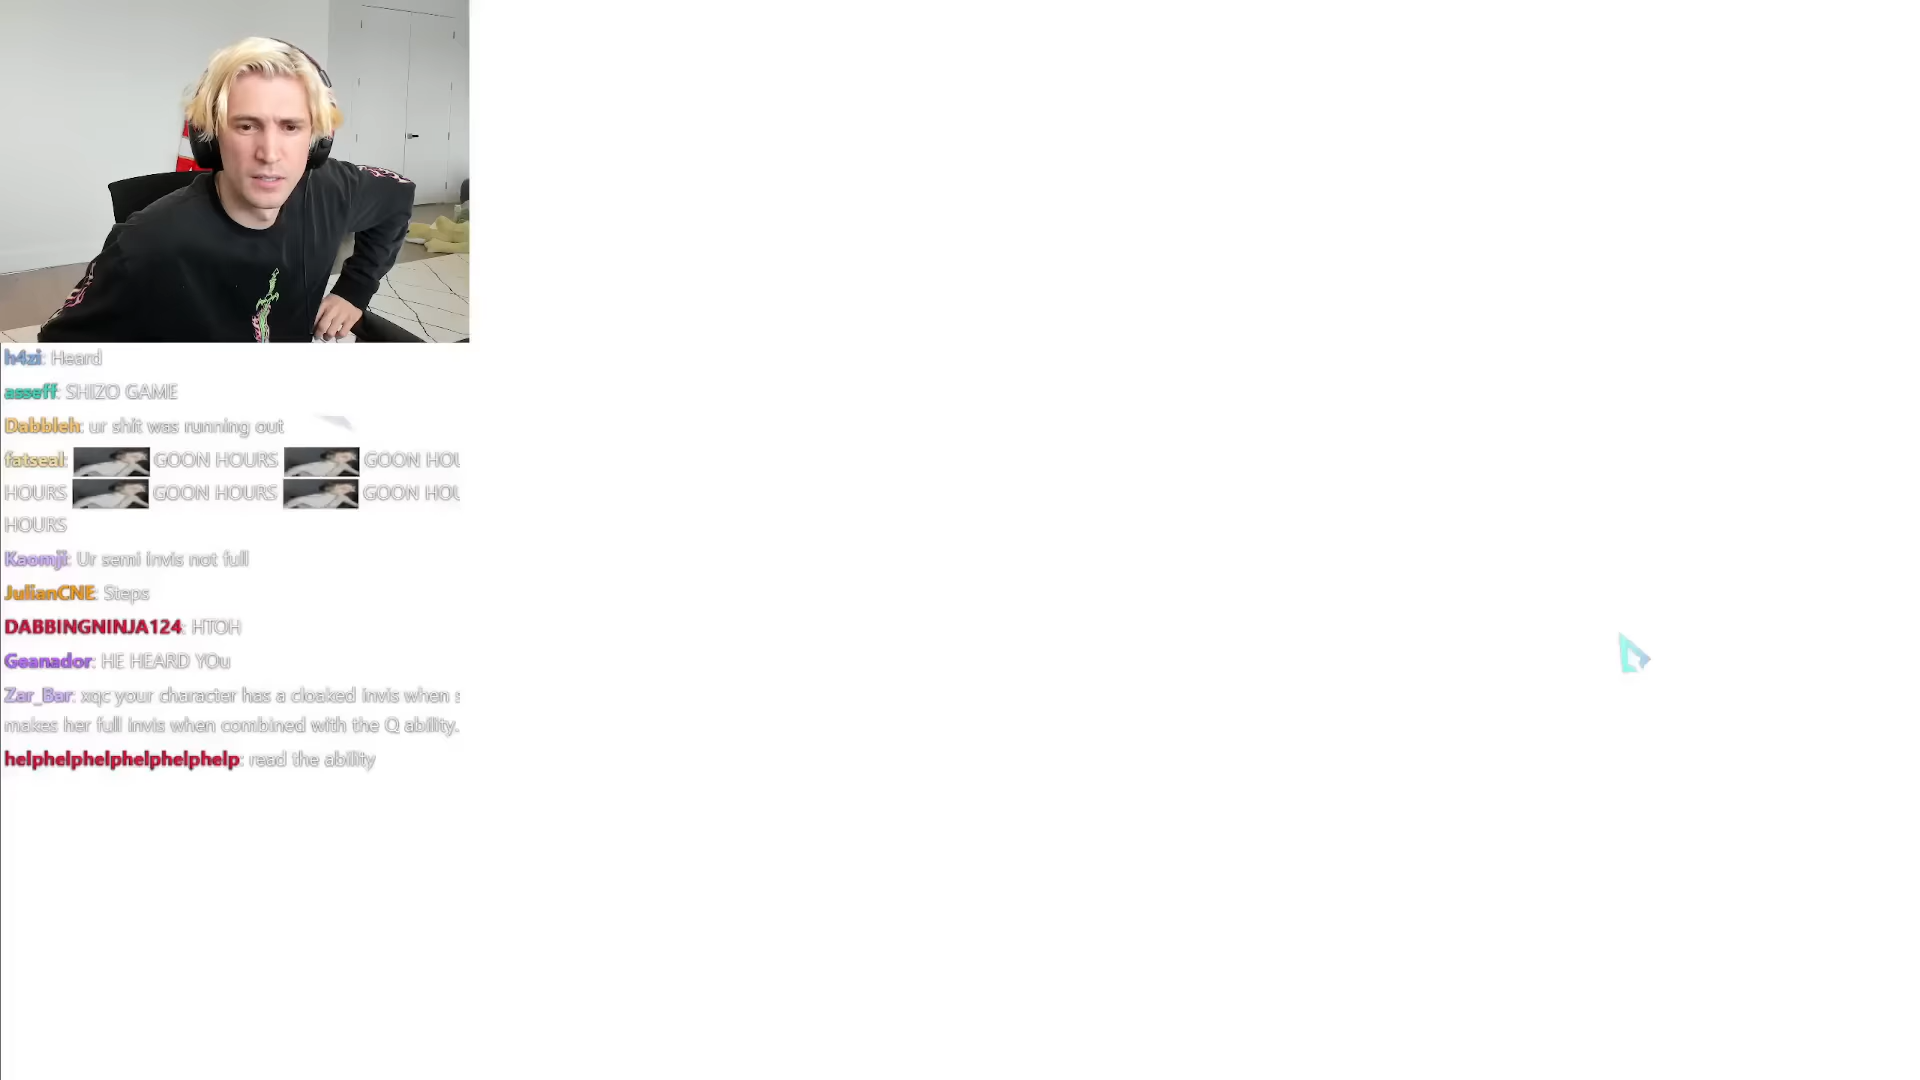 h4zi: Heard
asseff: SHIZO GAME
Dabbleh: ur shit was running out
fatseal: GOON HOURS GOON HOU
HOURS GOON HOURS GOON HOU
HOURS
Kaomji: Ur semi invis not full
JulianCNE: Steps
DABBINGNINJA124: HTOH
Geanador: HE HEARD YOu
Zar_Bar: xqc your character has a cloaked invis when s
makes her full invis when combined with the Q ability.
helphelphelphelphelphelp: read the ability